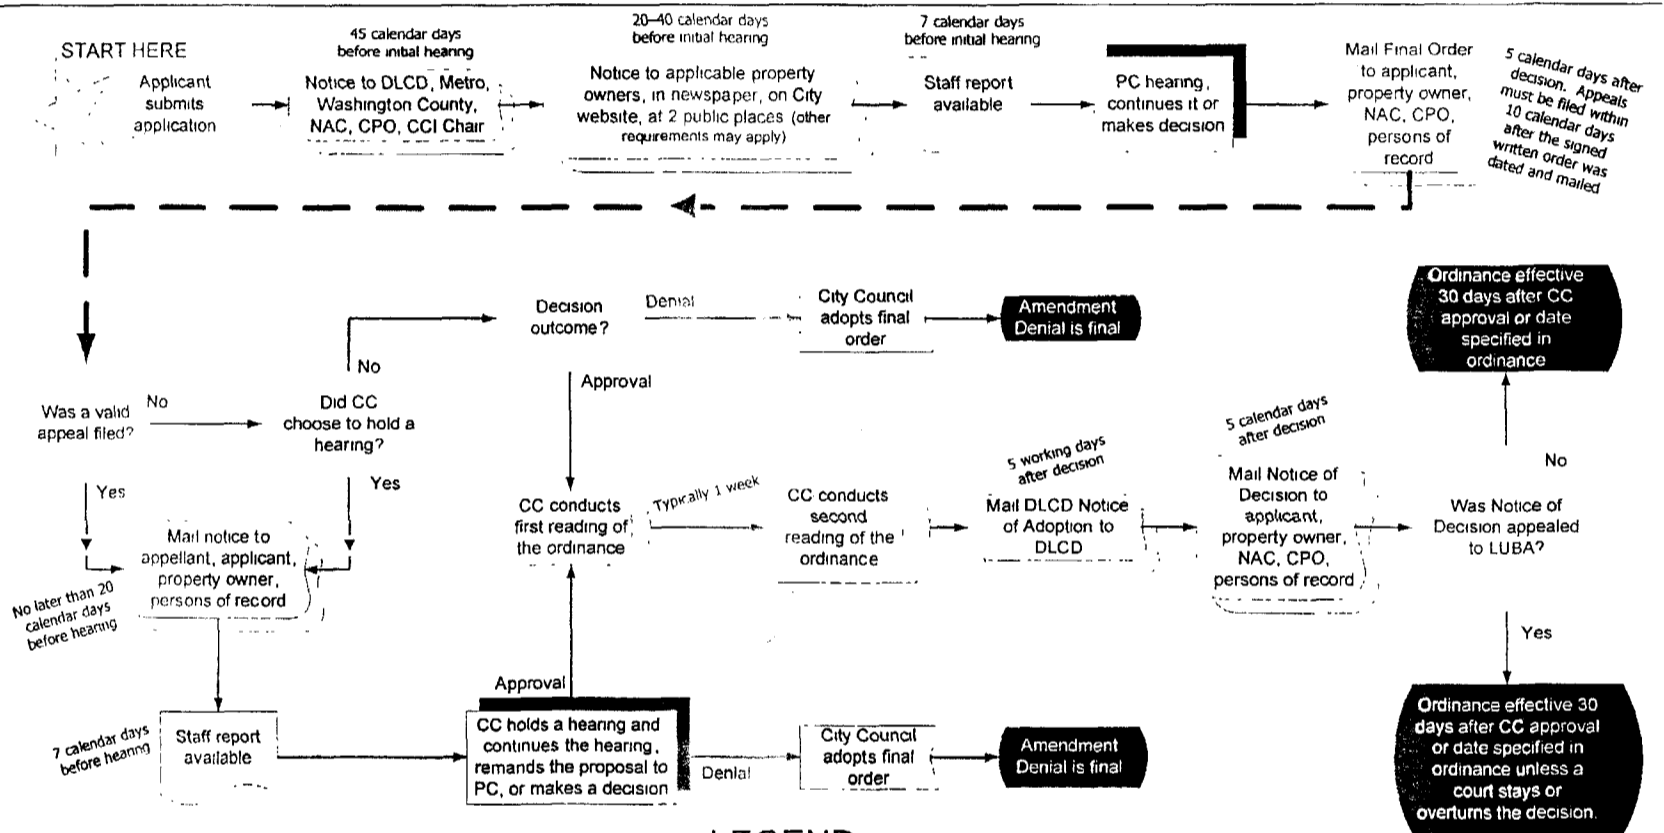 START HERE
Applicant
submits
application
45 calendar days
before initial hearing
Notice to DLCD, Metro,
Washington County,
NAC, CPO, CCI Chair
20–40 calendar days
before initial hearing
Notice to applicable property
owners, in newspaper, on City
website, at 2 public places (other
requirements may apply)
7 calendar days
before initial hearing
Staff report
available
PC hearing,
continues it or
makes decision
Mail Final Order
to applicant,
property owner,
NAC, CPO,
persons of
record
5 calendar days after
decision. Appeals
must be filed within
10 calendar days
after the signed
written order was
dated and mailed
Was a valid
appeal filed?
No
Yes
Did CC
choose to hold a
hearing?
No
Yes
Decision
outcome?
Denial
City Council
adopts final
order
Amendment
Denial is final
Approval
CC conducts
first reading of
the ordinance
Typically 1 week
CC conducts
second
reading of the
ordinance
5 working days
after decision
Mail DLCD Notice
of Adoption to
DLCD
5 calendar days
after decision
Mail Notice of
Decision to
applicant,
property owner,
NAC, CPO,
persons of record
Was Notice of
Decision appealed
to LUBA?
No
Ordinance effective
30 days after CC
approval or date
specified in
ordinance
Yes
Ordinance effective 30
days after CC approval
or date specified in
ordinance unless a
court stays or
overturns the decision.
No later than 20
calendar days
before hearing
Mail notice to
appellant, applicant,
property owner,
persons of record
7 calendar days
before hearing
Staff report
available
Approval
CC holds a hearing and
continues the hearing,
remands the proposal to
PC, or makes a decision
Denial
City Council
adopts final
order
Amendment
Denial is final
LEGEND